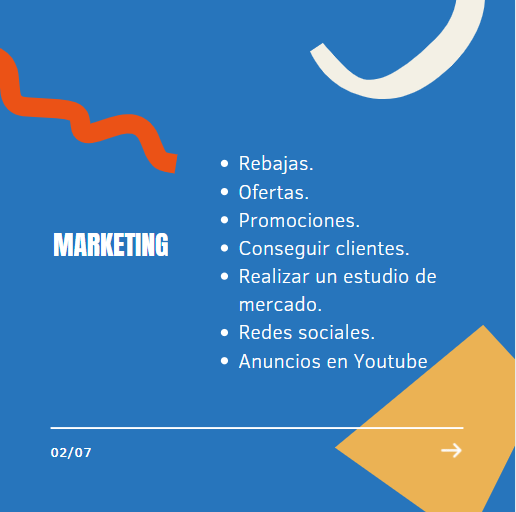 MARKETING
• Rebajas.
• Ofertas.
• Promociones.
• Conseguir clientes.
• Realizar un estudio de
mercado.
• Redes sociales.
• Anuncios en Youtube
02/07